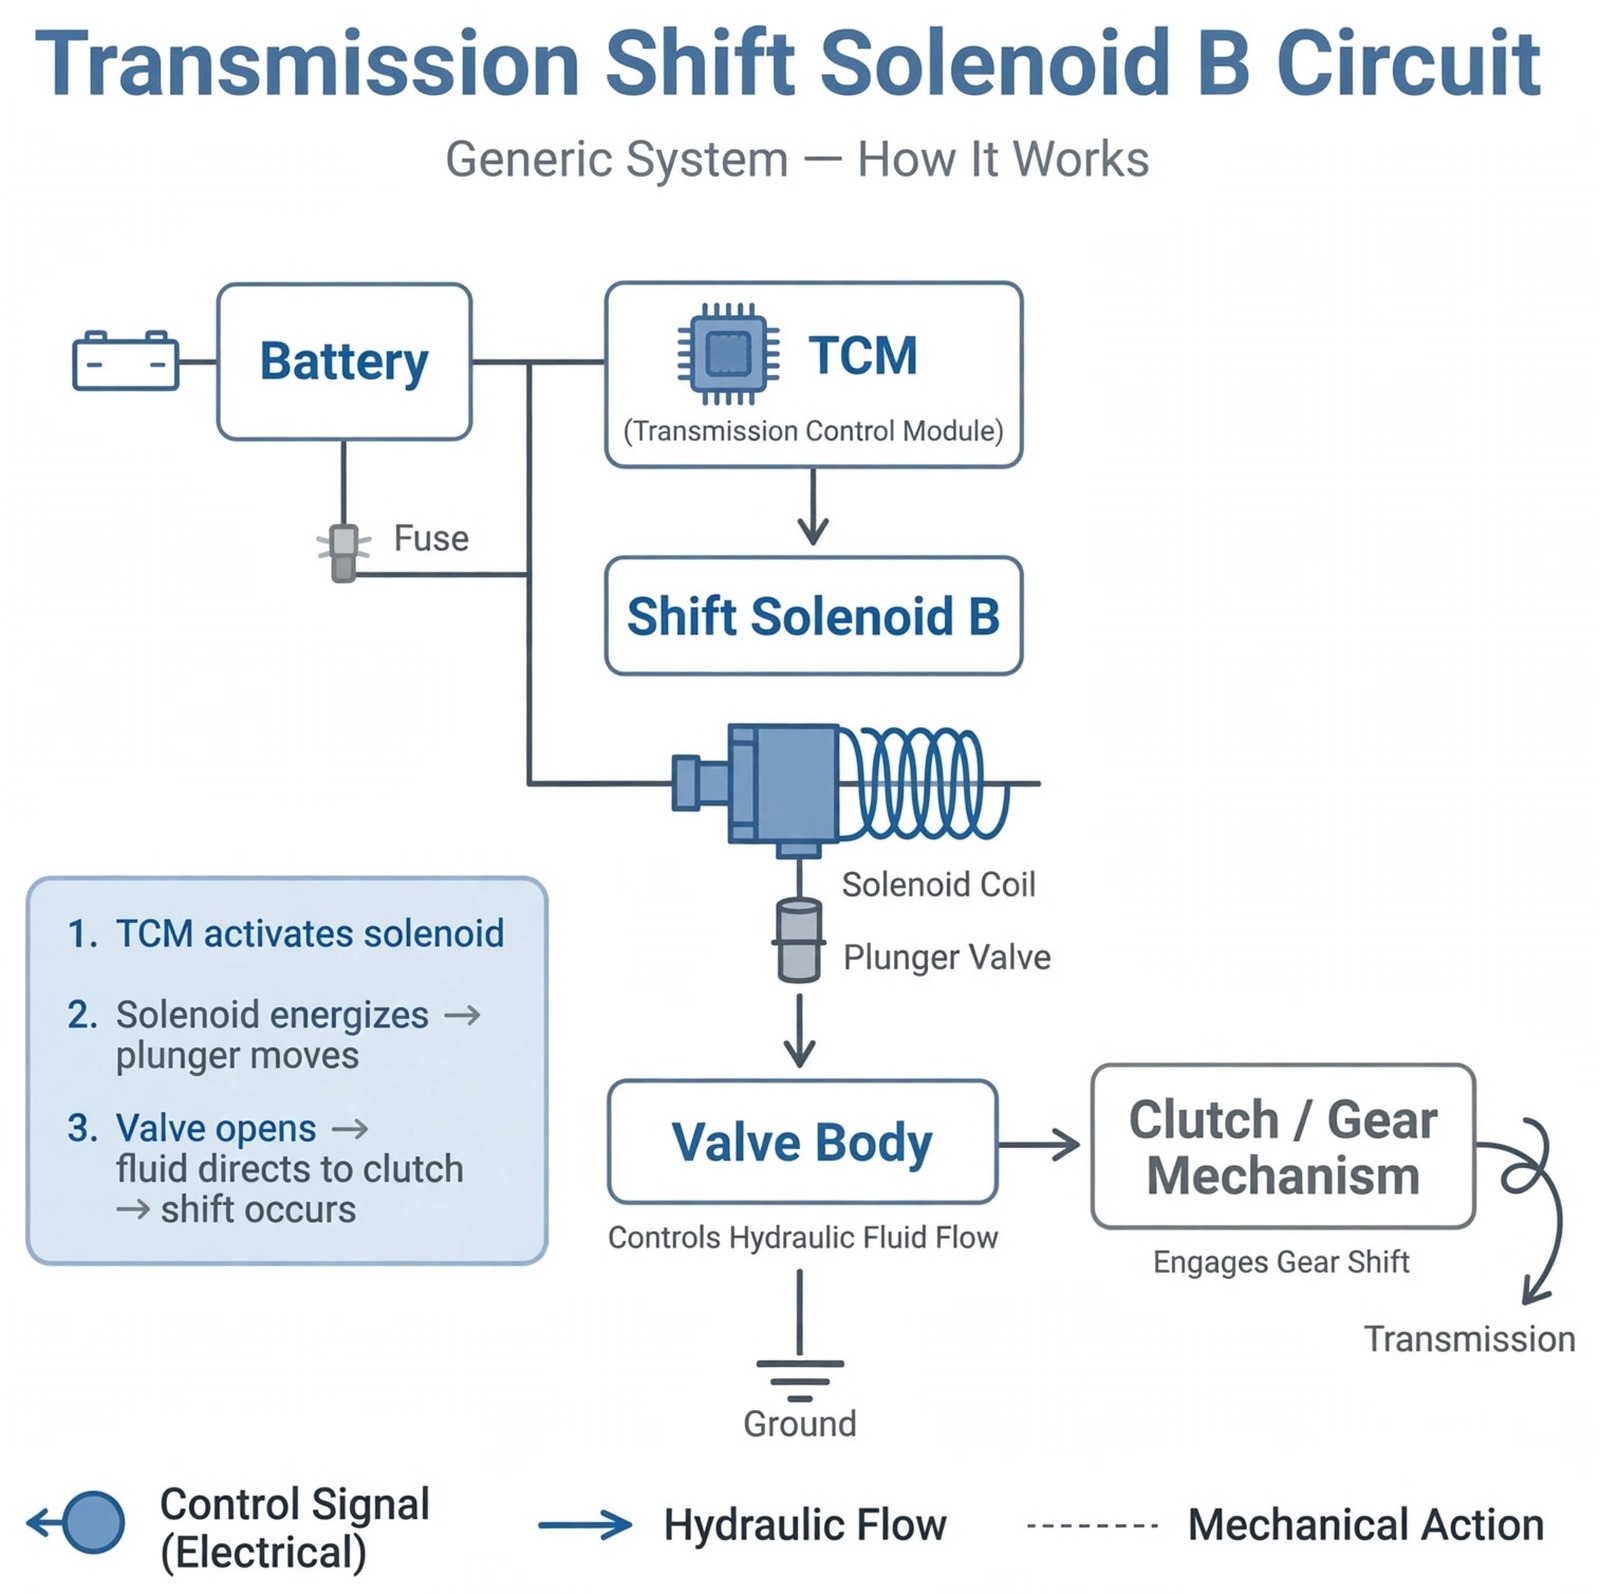 Transmission Shift Solenoid B Circuit
Generic System — How It Works
Battery
TCM
(Transmission Control Module)
Fuse
Shift Solenoid B
Solenoid Coil
Plunger Valve
1. TCM activates solenoid
2. Solenoid energizes →
plunger moves
3. Valve opens →
fluid directs to clutch
→ shift occurs
Valve Body
Controls Hydraulic Fluid Flow
Clutch / Gear
Mechanism
Engages Gear Shift
Transmission
Ground
Control Signal
(Electrical)
Hydraulic Flow
Mechanical Action